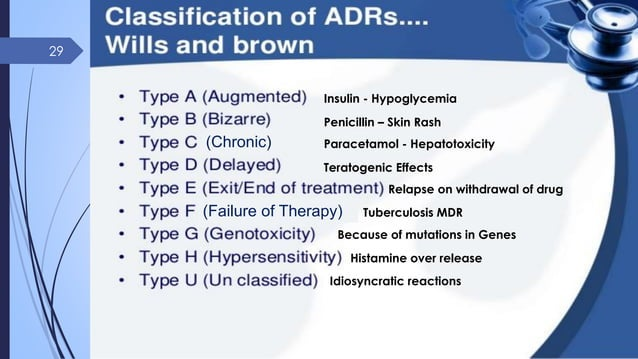 Classification of ADRs....
Wills and brown
29
• Type A (Augmented) Insulin - Hypoglycemia
• Type B (Bizarre) Penicillin – Skin Rash
• Type C (Chronic) Paracetamol - Hepatotoxicity
• Type D (Delayed) Teratogenic Effects
• Type E (Exit/End of treatment) Relapse on withdrawal of drug
• Type F (Failure of Therapy) Tuberculosis MDR
• Type G (Genotoxicity) Because of mutations in Genes
• Type H (Hypersensitivity) Histamine over release
• Type U (Un classified) Idiosyncratic reactions